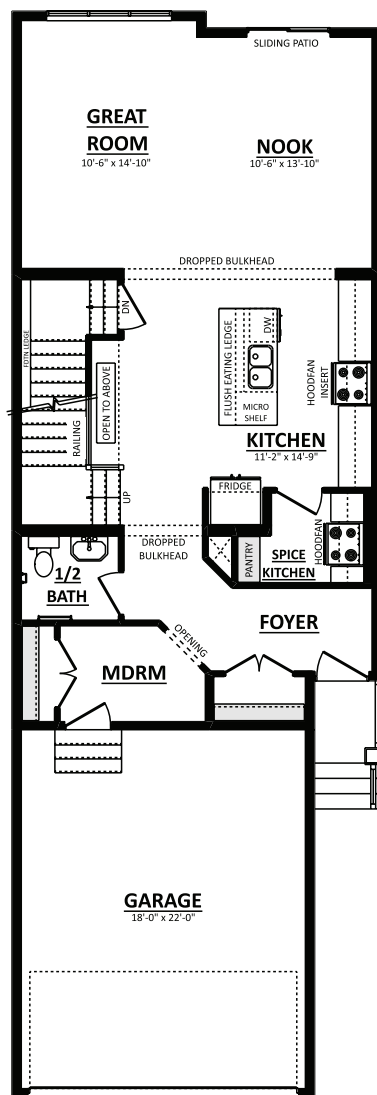 SLIDING PATIO
GREAT
ROOM
10'-6" x 14'-10"
NOOK
10'-6" x 13'-10"
DROPPED BULKHEAD
DN
FDTN LEDGE
OPEN TO ABOVE
RAILING
UP
FLUSH EATING LEDGE
DW
MICRO
SHELF
HOODFAN
INSERT
KITCHEN
11'-2" x 14'-9"
FRIDGE
DROPPED
BULKHEAD
PANTRY
SPICE
KITCHEN
HOODFAN
1/2
BATH
OPENING
FOYER
MDRM
GARAGE
18'-0" x 22'-0"